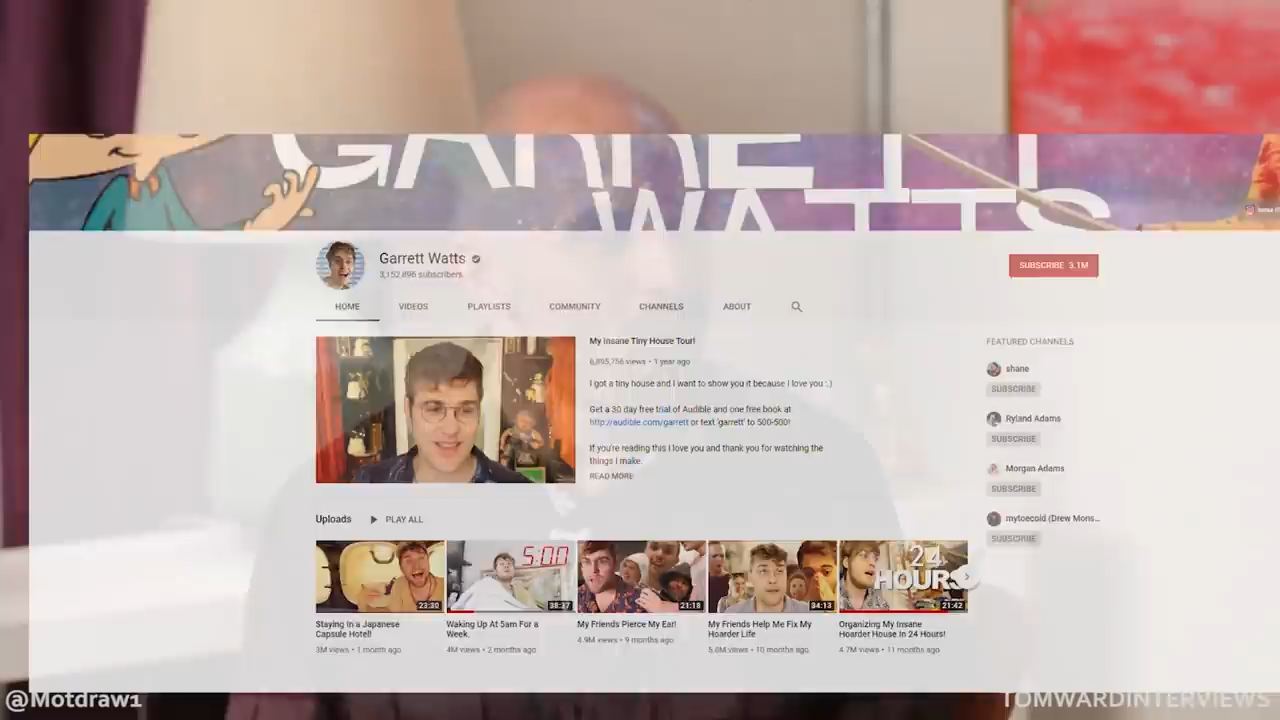 GARRETT
WATTS
Garrett Watts
3,152,896 subscribers
SUBSCRIBE 3.1M
HOME VIDEOS PLAYLISTS COMMUNITY CHANNELS ABOUT
My Insane Tiny House Tour!
6,895,756 views • 1 year ago
I got a tiny house and I want to show you it because I love you :.)
Get a 30 day free trial of Audible and one free book at
http://audible.com/garrett or text 'garrett' to 500-500!
If you're reading this I love you and thank you for watching the
things I make.
READ MORE
FEATURED CHANNELS
shane
SUBSCRIBE
Ryland Adams
SUBSCRIBE
Morgan Adams
SUBSCRIBE
mytoecold (Drew Mons...
SUBSCRIBE
Uploads PLAY ALL
23:30
5:00
38:37
21:18
34:13
24
HOURS
21:42
Staying In a Japanese
Capsule Hotel!
3M views • 1 month ago
Waking Up At 5am For a
Week.
4M views • 2 months ago
My Friends Pierce My Ear!
4.9M views • 9 months ago
My Friends Help Me Fix My
Hoarder Life
5.0M views • 10 months ago
Organizing My Insane
Hoarder House In 24 Hours!
4.7M views • 11 months ago
@Motdraw1
TOMWARDINTERVIEWS